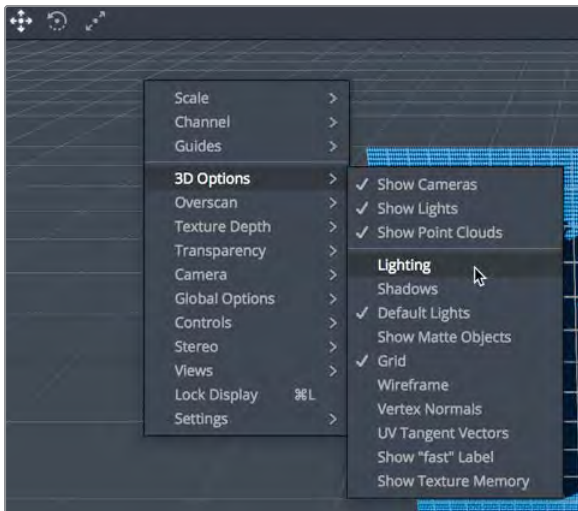 Scale
Channel
Guides
3D Options
Overscan
Texture Depth
Transparency
Camera
Global Options
Controls
Stereo
Views
Lock Display ⌘L
Settings
Show Cameras
Show Lights
Show Point Clouds
Lighting
Shadows
Default Lights
Show Matte Objects
Grid
Wireframe
Vertex Normals
UV Tangent Vectors
Show "fast" Label
Show Texture Memory